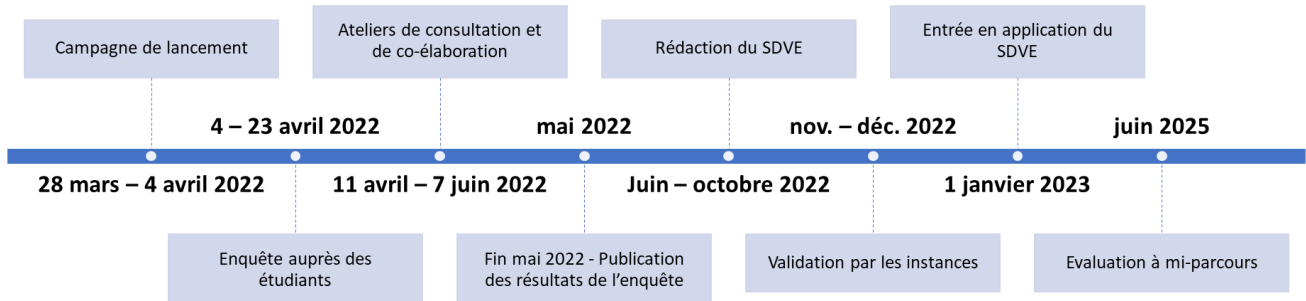 Campagne de lancement
Ateliers de consultation et
de co-élaboration
Rédaction du SDVE
Entrée en application du
SDVE
4 – 23 avril 2022
mai 2022
nov. – déc. 2022
juin 2025
28 mars – 4 avril 2022
11 avril – 7 juin 2022
Juin – octobre 2022
1 janvier 2023
Enquête auprès des
étudiants
Fin mai 2022 - Publication
des résultats de l’enquête
Validation par les instances
Evaluation à mi-parcours